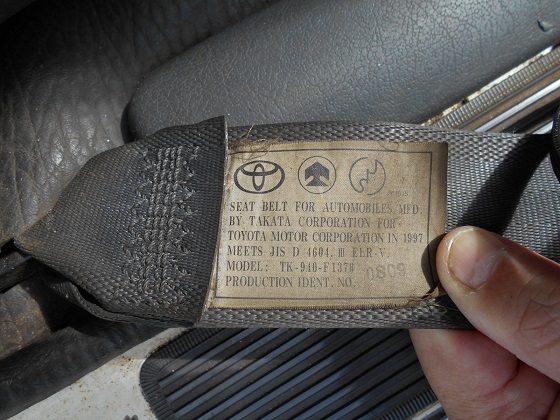 SEAT BELT FOR AUTOMOBILES MFD.
BY TAKATA CORPORATION FOR
TOYOTA MOTOR CORPORATION IN 1997
MEETS JIS D 4604, Ⅲ ELR-V.
MODEL: TK-940-F137
PRODUCTION IDENT. NO. 0809